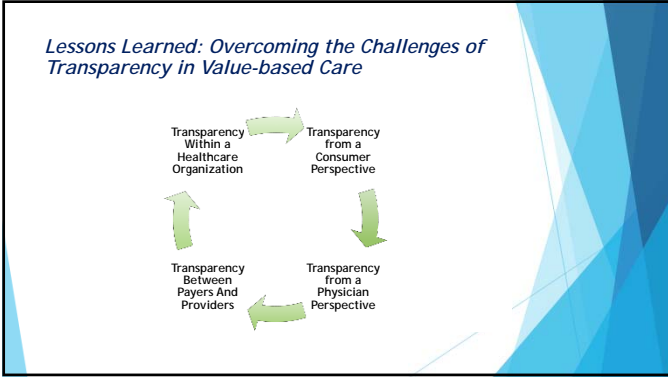 Lessons Learned: Overcoming the Challenges of
Transparency in Value-based Care
Transparency
Within a
Healthcare
Organization
Transparency
from a
Consumer
Perspective
Transparency
from a
Physician
Perspective
Transparency
Between
Payers And
Providers